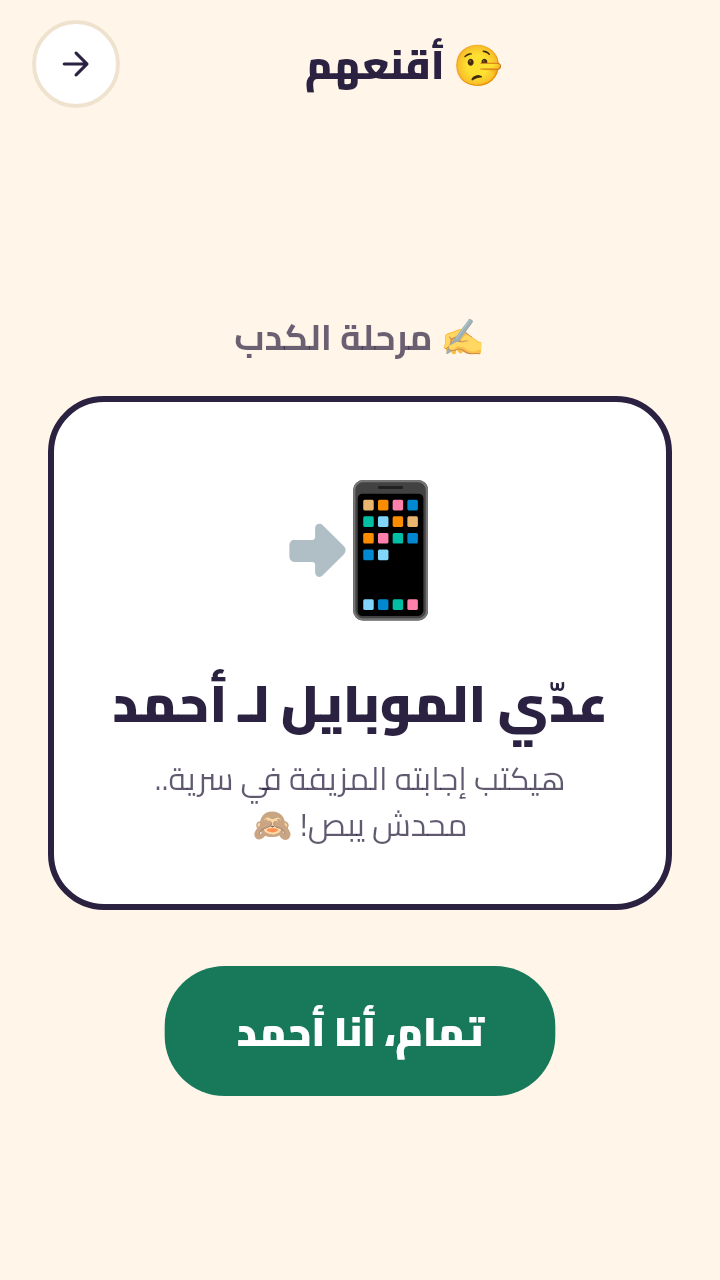 🤥 أقنعهم
✍️ مرحلة الكدب
عدّي الموبايل لـ أحمد
هيكتب إجابته المزيفة في سرية..
محدش يبص! 🙈
تمام، أنا أحمد